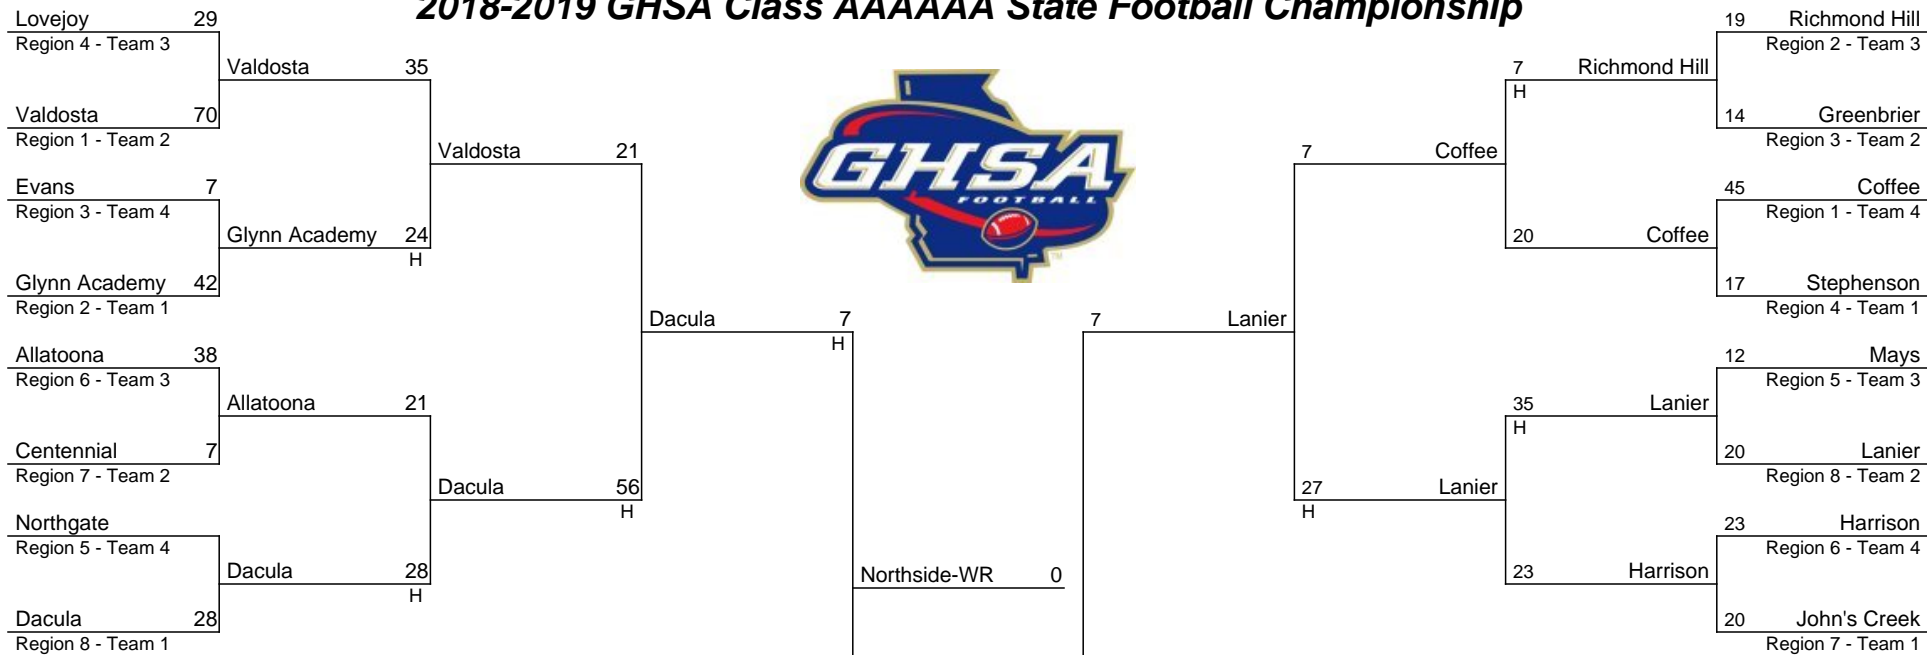 2018-2019 GHSA Class AAAAAA State Football Championship
Lovejoy 29
Region 4 - Team 3
Valdosta 35
Valdosta 70
Region 1 - Team 2
Valdosta 21
Evans 7
Region 3 - Team 4
Glynn Academy 24
H
Glynn Academy 42
Region 2 - Team 1
Dacula 7
H
Allatoona 38
Region 6 - Team 3
Allatoona 21
Centennial 7
Region 7 - Team 2
Dacula 56
H
Northgate
Region 5 - Team 4
Dacula 28
H
Dacula 28
Region 8 - Team 1
Northside-WR 0
GHSA
FOOTBALL
TM
19 Richmond Hill
Region 2 - Team 3
7 Richmond Hill
H
14 Greenbrier
Region 3 - Team 2
7 Coffee
45 Coffee
Region 1 - Team 4
20 Coffee
17 Stephenson
Region 4 - Team 1
7 Lanier
12 Mays
Region 5 - Team 3
35 Lanier
H
20 Lanier
Region 8 - Team 2
27 Lanier
H
23 Harrison
Region 6 - Team 4
23 Harrison
20 John's Creek
Region 7 - Team 1